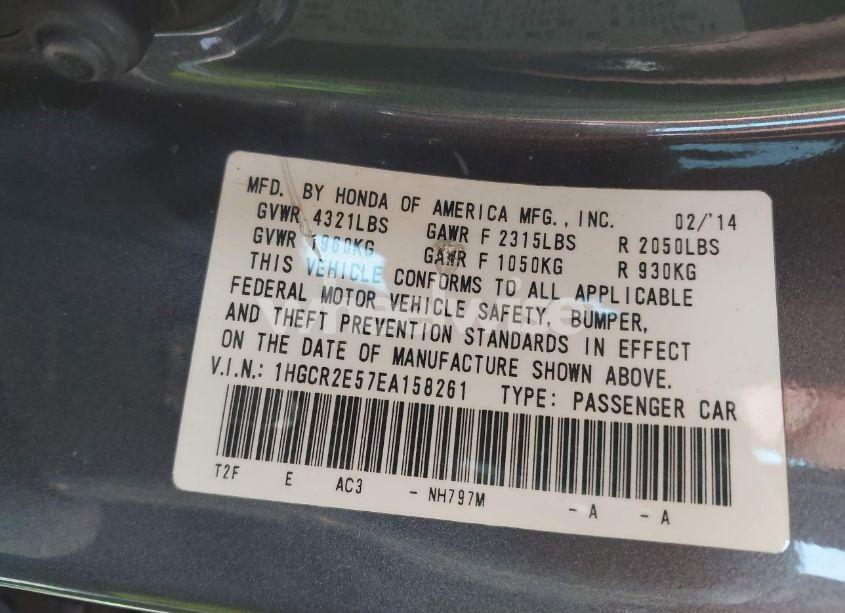 MFD. BY HONDA OF AMERICA MFG., INC. 02/'14
GVWR 4321LBS GAWR F 2315LBS R 2050LBS
GVWR 1960KG GAWR F 1050KG R 930KG
THIS VEHICLE CONFORMS TO ALL APPLICABLE
FEDERAL MOTOR VEHICLE SAFETY, BUMPER,
AND THEFT PREVENTION STANDARDS IN EFFECT
ON THE DATE OF MANUFACTURE SHOWN ABOVE.
V.I.N.: 1HGCR2E57EA158261 TYPE: PASSENGER CAR
T2F E AC3 - NH797M - A - A